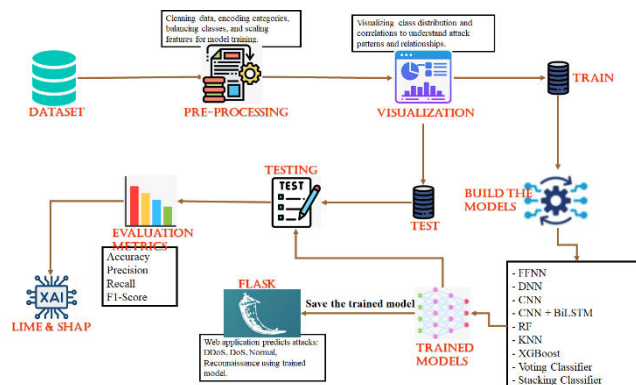 Cleaning data, encoding categories,
balancing classes, and scaling
features for model training.
Visualizing class distribution and
correlations to understand attack
patterns and relationships.
DATASET
PRE-PROCESSING
VISUALIZATION
TRAIN
TESTING
TEST
TEST
BUILD THE
MODELS
EVALUATION
METRICS
Accuracy
Precision
Recall
F1-Score
XAI
LIME & SHAP
FLASK
Save the trained model
Web application predicts attacks:
DDoS, DoS, Normal,
Reconnaissance using trained
model.
TRAINED
MODELS
- FFNN
- DNN
- CNN
- CNN + BiLSTM
- RF
- KNN
- XGBoost
- Voting Classifier
- Stacking Classifier